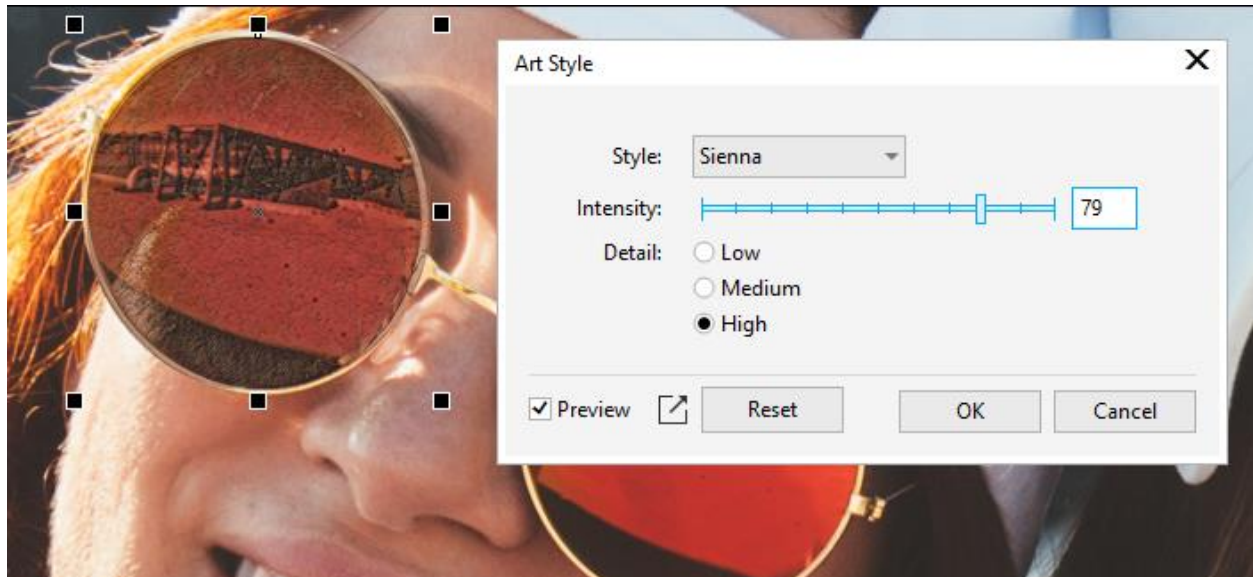 Art Style
Style: Sienna
Intensity: 79
Detail: Low
Medium
High
Preview Reset OK Cancel